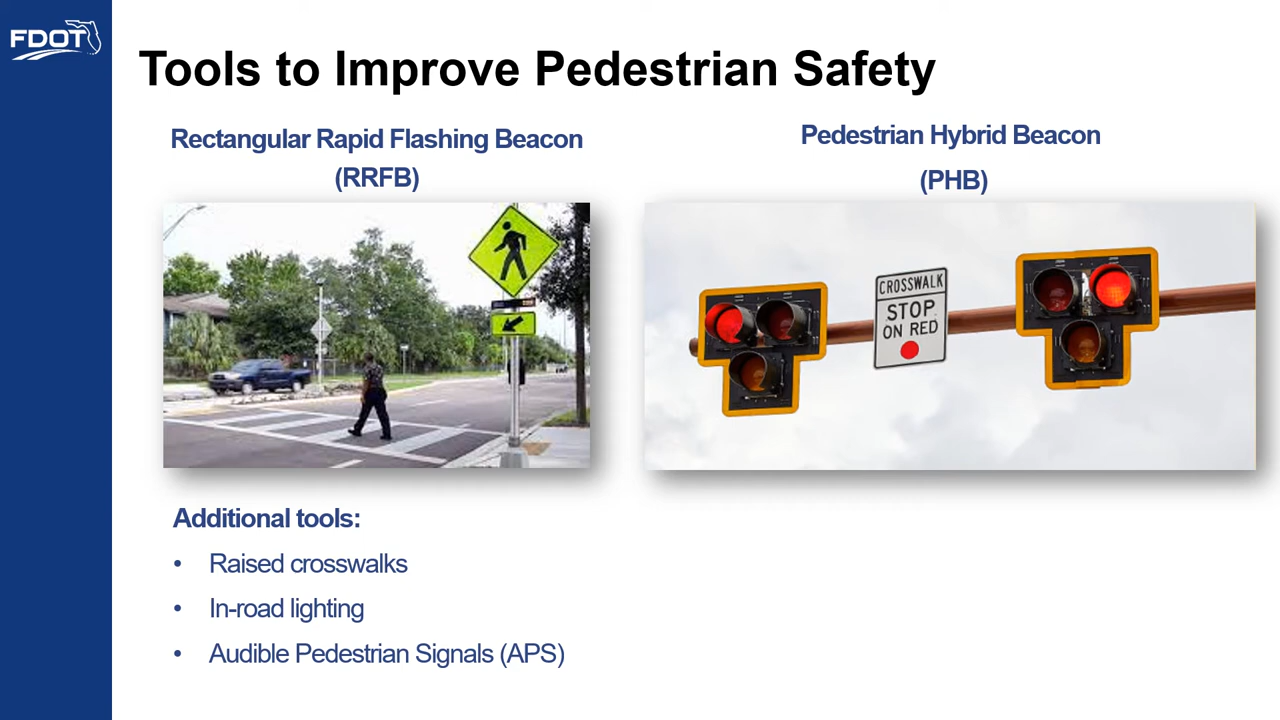 FDOT
Tools to Improve Pedestrian Safety
Rectangular Rapid Flashing Beacon
(RRFB)
Pedestrian Hybrid Beacon
(PHB)
CROSSWALK
STOP
ON RED
Additional tools:
• Raised crosswalks
• In-road lighting
• Audible Pedestrian Signals (APS)